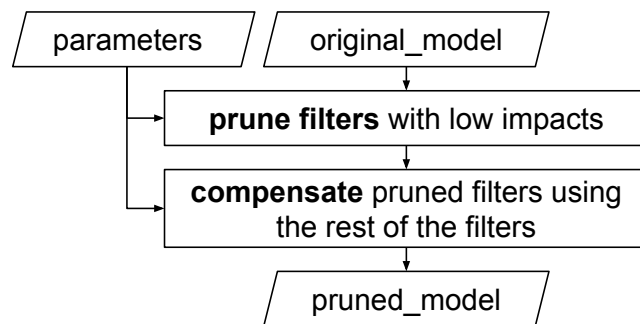 parameters
original_model
prune filters with low impacts
compensate pruned filters using
the rest of the filters
pruned_model